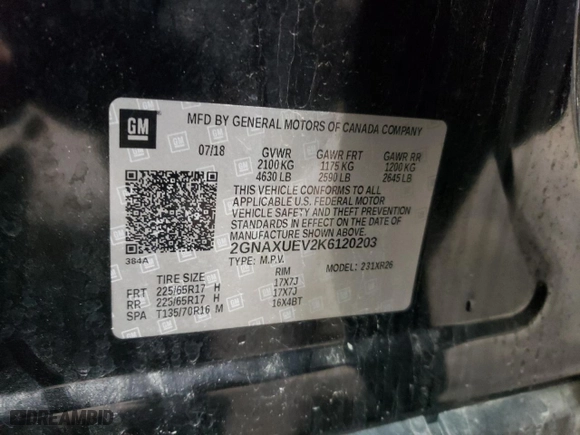 GM
MFD BY GENERAL MOTORS OF CANADA COMPANY
07/18 GVWR GAWR FRT GAWR RR
2100 KG 1175 KG 1200 KG
4630 LB 2590 LB 2645 LB
THIS VEHICLE CONFORMS TO ALL
APPLICABLE U.S. FEDERAL MOTOR
VEHICLE SAFETY AND THEFT PREVENTION
STANDARDS IN EFFECT ON THE DATE OF
MANUFACTURE SHOWN ABOVE.
2GNAXUEV2K6120203
384A
TYPE: M.P.V. MODEL: 231XR26
TIRE SIZE RIM
FRT 225/65R17 H 17X7J
RR 225/65R17 H 17X7J
SPA T135/70R16 M 16X4BT
DREAMBID